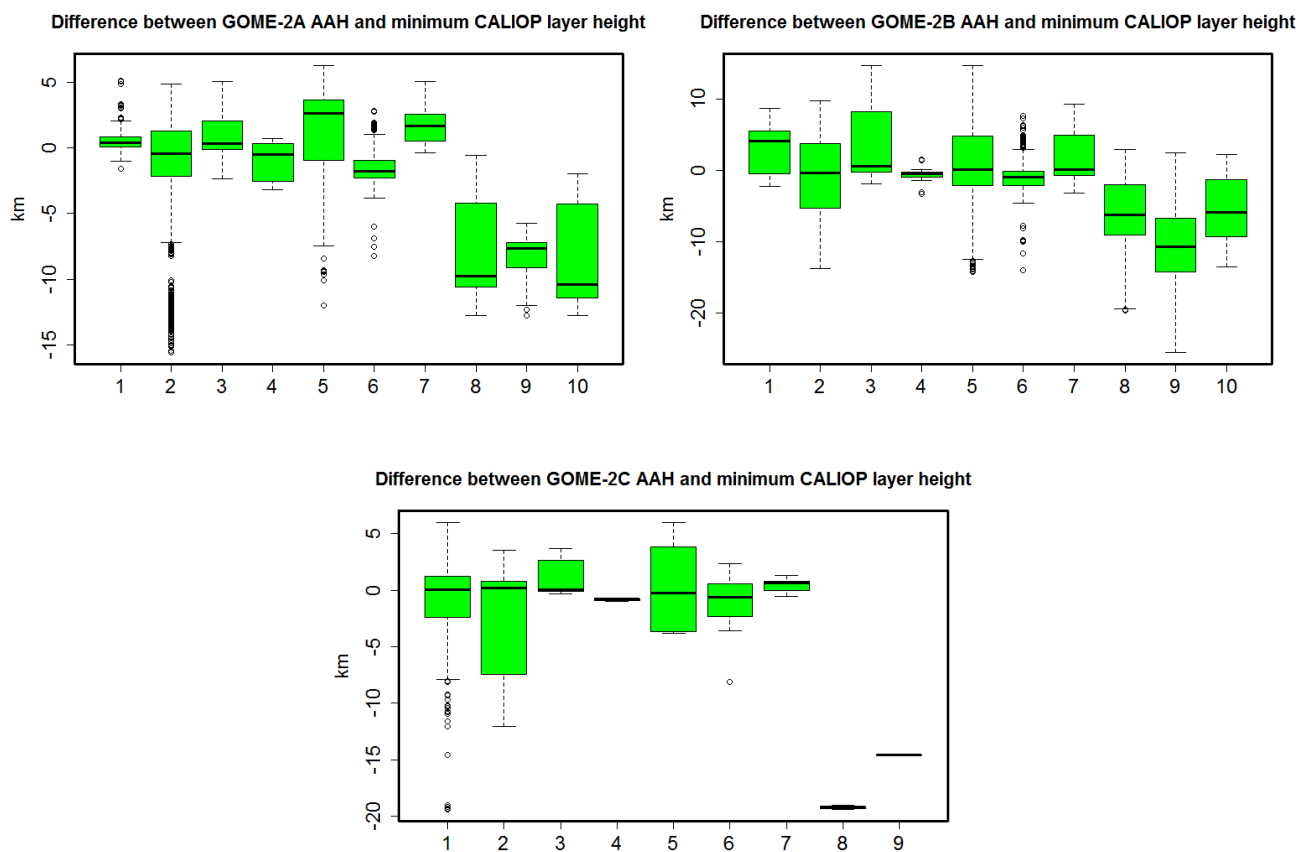 Difference between GOME-2A AAH and minimum CALIOP layer height
km
5
0
-5
-10
-15
1 2 3 4 5 6 7 8 9 10
Difference between GOME-2B AAH and minimum CALIOP layer height
km
10
0
-10
-20
1 2 3 4 5 6 7 8 9 10
Difference between GOME-2C AAH and minimum CALIOP layer height
km
5
0
-5
-10
-15
-20
1 2 3 4 5 6 7 8 9